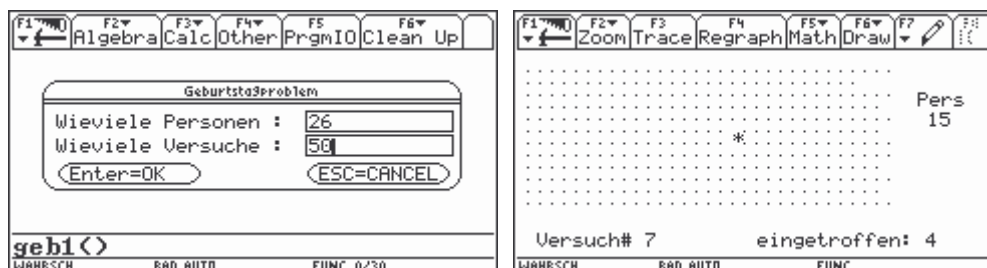 F1 F2 F3 F4 F5 F6
Algebra Calc Other PrgmIO Clean Up
Geburtstagproblem
Wieviele Personen : 26
Wieviele Versuche : 50
Enter=OK ESC=CANCEL
geb1()
WAHRSCH RAD AUTO FUNC 0/30
F1 F2 F3 F4 F5 F6 F7
Zoom Trace Regraph Math Draw
Pers
15
*
Versuch# 7 eingetroffen: 4
WAHRSCH RAD AUTO FUNC